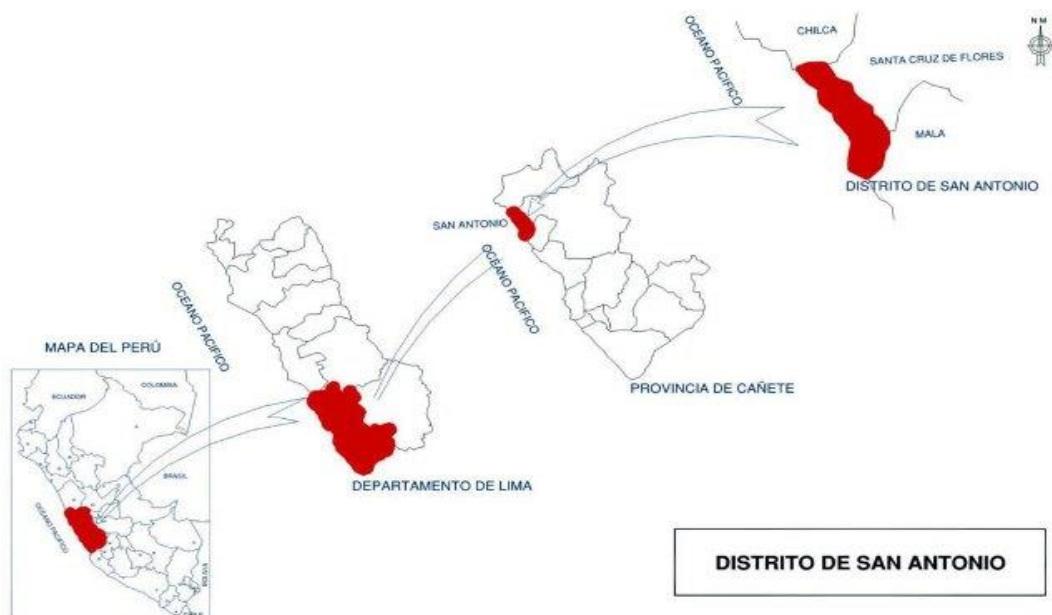 OCEANO PACIFICO
CHILCA
N M
SANTA CRUZ DE FLORES
MALA
DISTRITO DE SAN ANTONIO
SAN ANTONIO
OCEANO PACIFICO
PROVINCIA DE CAÑETE
OCEANO PACIFICO
DEPARTAMENTO DE LIMA
MAPA DEL PERÚ
COLOMBIA
ECUADOR
BRASIL
OCEANO PACIFICO
BOLIVIA
DISTRITO DE SAN ANTONIO